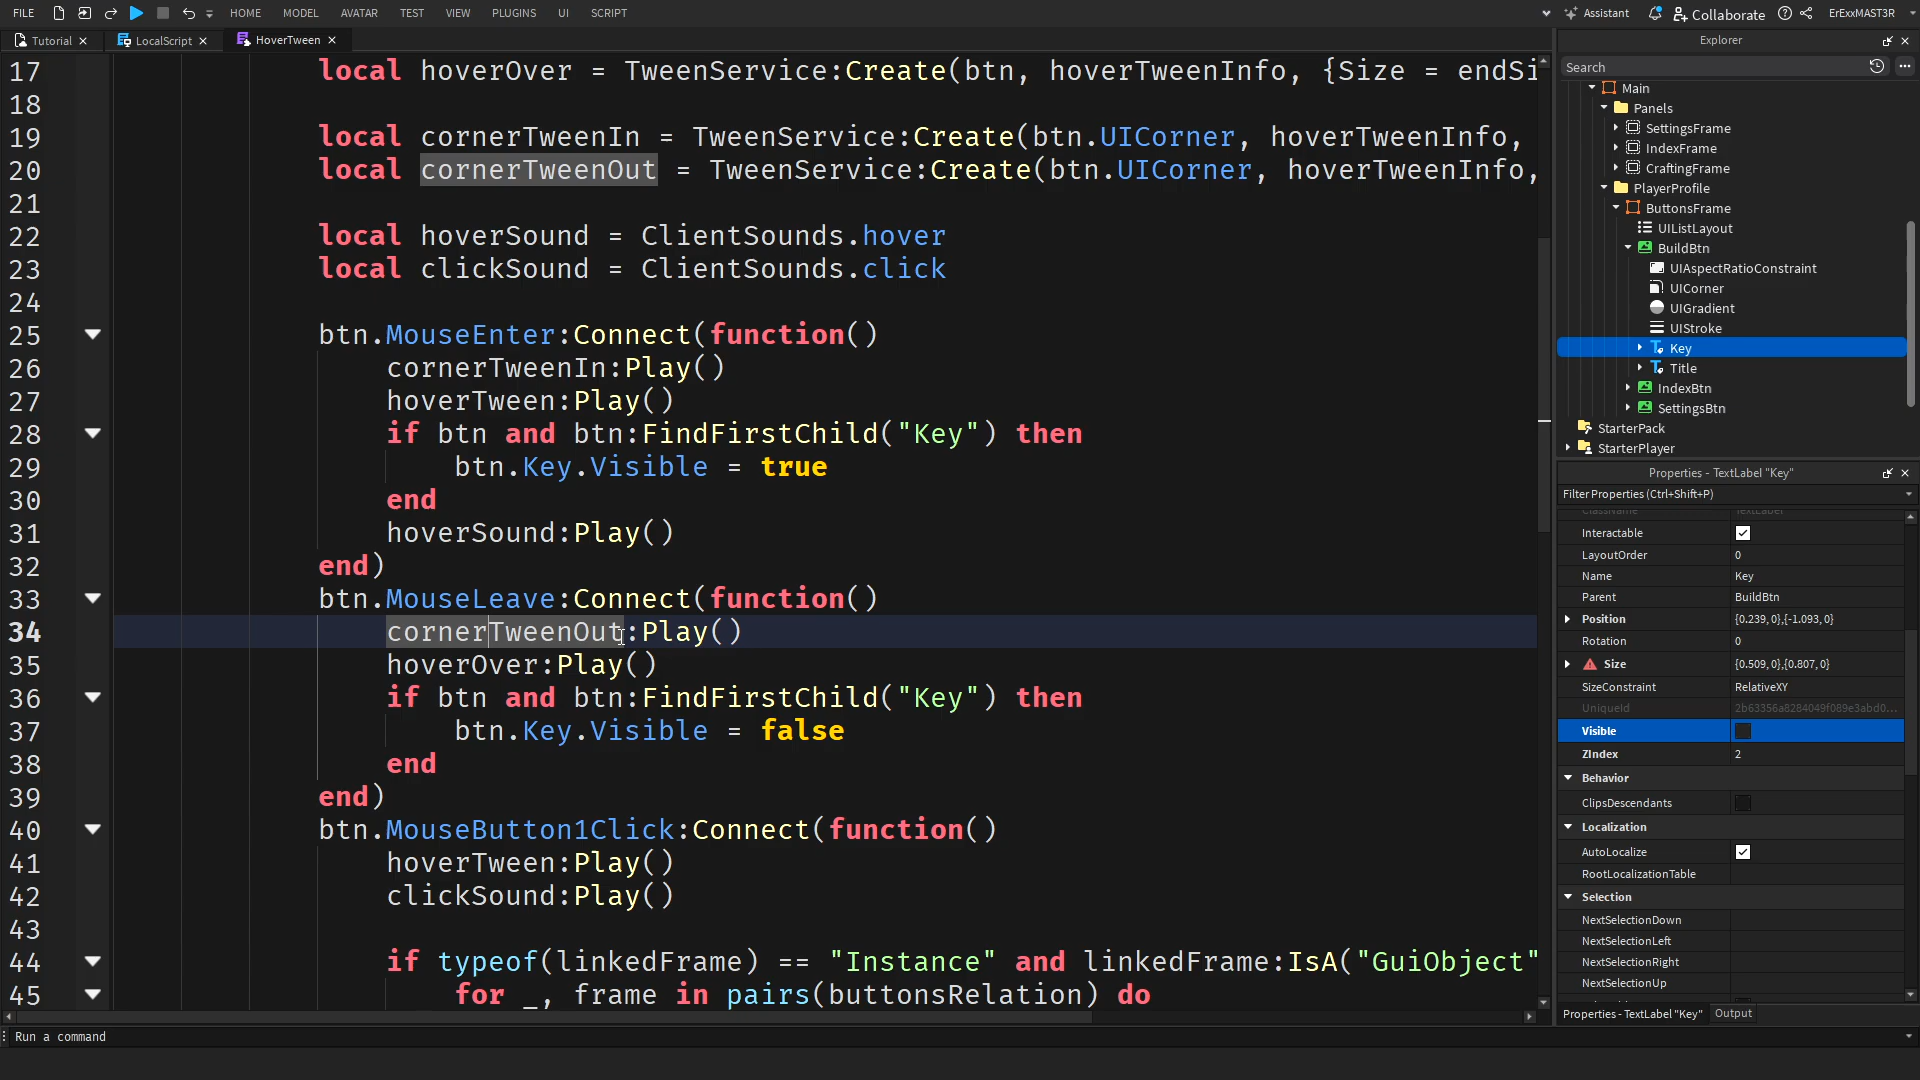 FILE HOME MODEL AVATAR TEST VIEW PLUGINS UI SCRIPT Assistant Collaborate ErExxMAST3R
Tutorial LocalScript HoverTween
17 local hoverOver = TweenService:Create(btn, hoverTweenInfo, {Size = endSi
18
19 local cornerTweenIn = TweenService:Create(btn.UICorner, hoverTweenInfo,
20 local cornerTweenOut = TweenService:Create(btn.UICorner, hoverTweenInfo,
21
22 local hoverSound = ClientSounds.hover
23 local clickSound = ClientSounds.click
24
25 btn.MouseEnter:Connect(function()
26 cornerTweenIn:Play()
27 hoverTween:Play()
28 if btn and btn:FindFirstChild("Key") then
29 btn.Key.Visible = true
30 end
31 hoverSound:Play()
32 end)
33 btn.MouseLeave:Connect(function()
34 cornerTweenOut:Play()
35 hoverOver:Play()
36 if btn and btn:FindFirstChild("Key") then
37 btn.Key.Visible = false
38 end
39 end)
40 btn.MouseButton1Click:Connect(function()
41 hoverTween:Play()
42 clickSound:Play()
43
44 if typeof(linkedFrame) == "Instance" and linkedFrame:IsA("GuiObject"
45 for _, frame in pairs(buttonsRelation) do
Run a command
Explorer
Search
Main
Panels
SettingsFrame
IndexFrame
CraftingFrame
PlayerProfile
ButtonsFrame
UIListLayout
BuildBtn
UIAspectRatioConstraint
UICorner
UIGradient
UIStroke
Key
Title
IndexBtn
SettingsBtn
StarterPack
StarterPlayer
Properties - TextLabel "Key"
Filter Properties (Ctrl+Shift+P)
ClassName TextLabel
Interactable
LayoutOrder 0
Name Key
Parent BuildBtn
Position {0.239, 0},{-1.093, 0}
Rotation 0
Size {0.509, 0},{0.807, 0}
SizeConstraint RelativeXY
UniqueId 2b63356a8284049f089e3abd0...
Visible
ZIndex 2
Behavior
ClipsDescendants
Localization
AutoLocalize
RootLocalizationTable
Selection
NextSelectionDown
NextSelectionLeft
NextSelectionRight
NextSelectionUp
Properties - TextLabel "Key" Output